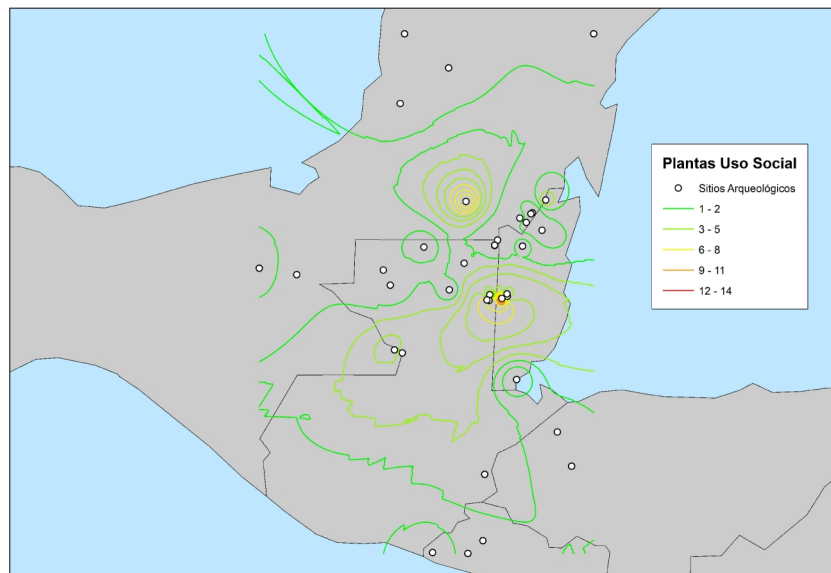 Plantas Uso Social
Sitios Arqueológicos
1 - 2
3 - 5
6 - 8
9 - 11
12 - 14